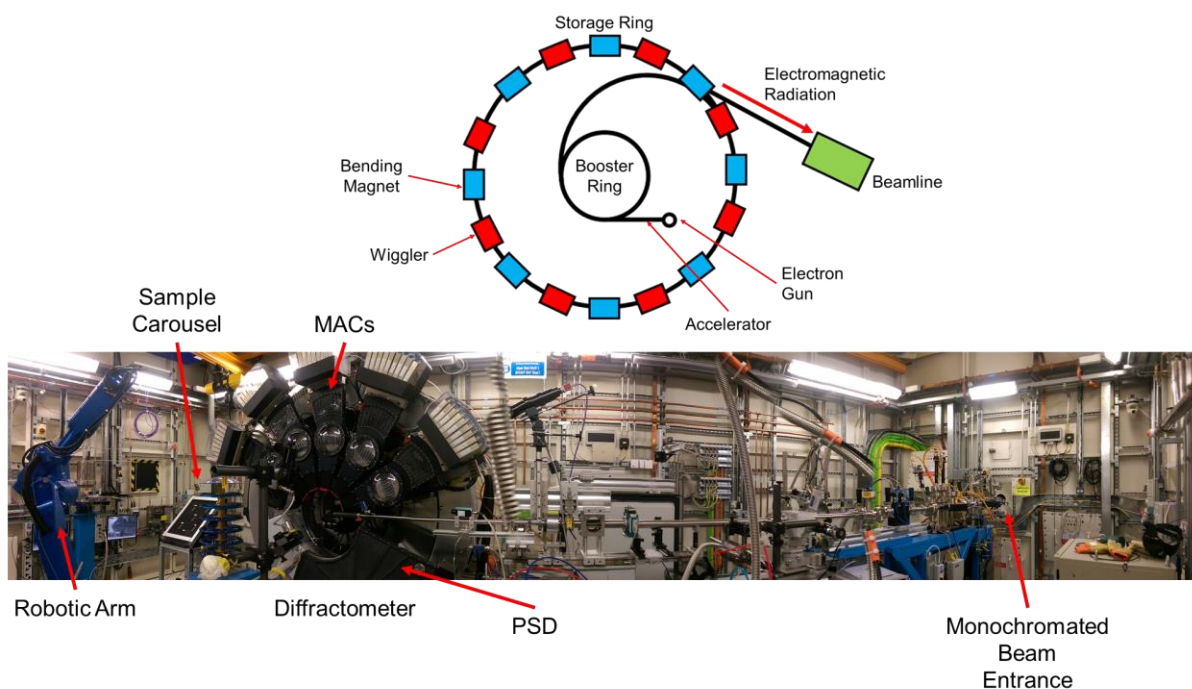 Storage Ring
Electromagnetic
Radiation
Bending
Magnet
Booster
Ring
Beamline
Wiggler
Electron
Gun
Accelerator
Sample
Carousel
MACs
Robotic Arm
Diffractometer
PSD
Monochromated
Beam
Entrance